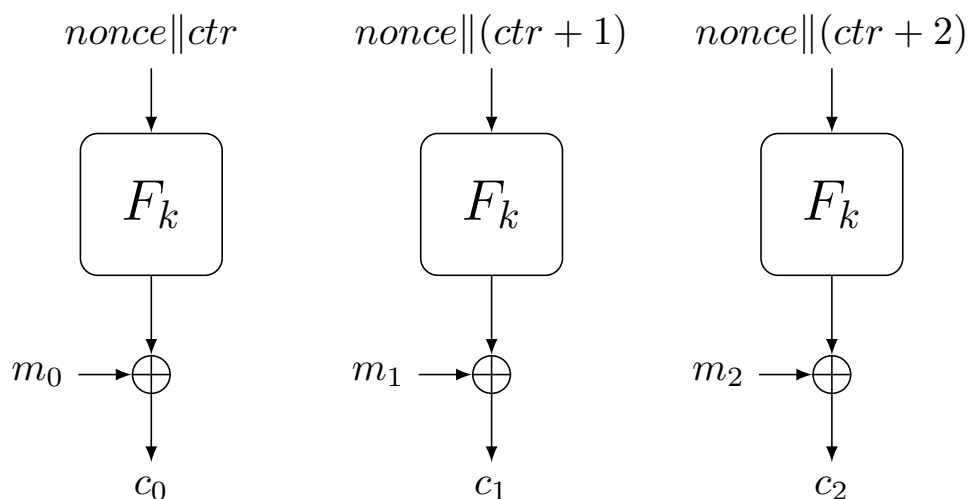 nonce‖ctr nonce‖(ctr + 1) nonce‖(ctr + 2)
F_k F_k F_k
m_0 m_1 m_2
c_0 c_1 c_2